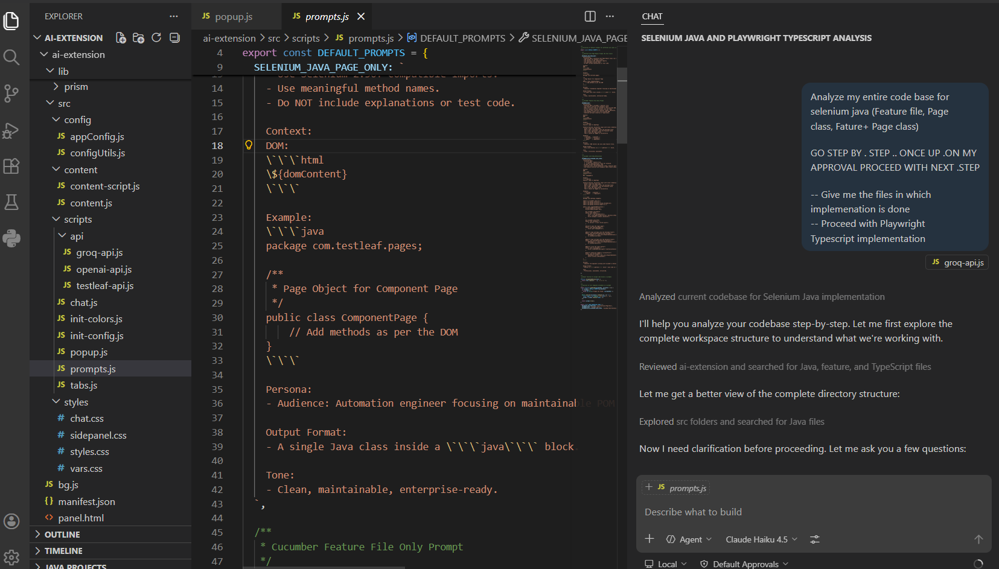 EXPLORER
AI-EXTENSION
ai-extension
lib
prism
src
config
JS appConfig.js
JS configUtils.js
content
JS content-script.js
JS content.js
scripts
api
JS groq-api.js
JS openai-api.js
JS testleaf-api.js
JS chat.js
JS init-colors.js
JS init-config.js
JS popup.js
JS prompts.js
JS tabs.js
styles
# chat.css
# sidepanel.css
# styles.css
# vars.css
JS bg.js
{} manifest.json
<> panel.html
OUTLINE
TIMELINE
JAVA PROJECTS
JS popup.js
JS prompts.js
ai-extension > src > scripts > JS prompts.js > DEFAULT_PROMPTS > SELENIUM_JAVA_PAGE
4 export const DEFAULT_PROMPTS = {
9 SELENIUM_JAVA_PAGE_ONLY: `
14 - Use meaningful method names.
15 - Do NOT include explanations or test code.
16
17 Context:
18 DOM:
19 \`\`\`html
20 \${domContent}
21 \`\`\`
22
23 Example:
24 \`\`\`java
25 package com.testleaf.pages;
26
27 /**
28 * Page Object for Component Page
29 */
30 public class ComponentPage {
31 // Add methods as per the DOM
32 }
33 \`\`\`
34
35 Persona:
36 - Audience: Automation engineer focusing on maintainable POM
37
38 Output Format:
39 - A single Java class inside a \`\`\`java\`\`\` block.
40
41 Tone:
42 - Clean, maintainable, enterprise-ready.
43 `,
44
45 /**
46 * Cucumber Feature File Only Prompt
47 */
CHAT
SELENIUM JAVA AND PLAYWRIGHT TYPESCRIPT ANALYSIS
Analyze my entire code base for
selenium java (Feature file, Page
class, Fature+ Page class)
GO STEP BY . STEP .. ONCE UP .ON MY
APPROVAL PROCEED WITH NEXT .STEP
-- Give me the files in which
implemenation is done
-- Proceed with Playwright
Typescript implementation
JS groq-api.js
Analyzed current codebase for Selenium Java implementation
I'll help you analyze your codebase step-by-step. Let me first explore the
complete workspace structure to understand what we're working with.
Reviewed ai-extension and searched for Java, feature, and TypeScript files
Let me get a better view of the complete directory structure:
Explored src folders and searched for Java files
Now I need clarification before proceeding. Let me ask you a few questions:
+ JS prompts.js
Describe what to build
Agent
Claude Haiku 4.5
Local
Default Approvals